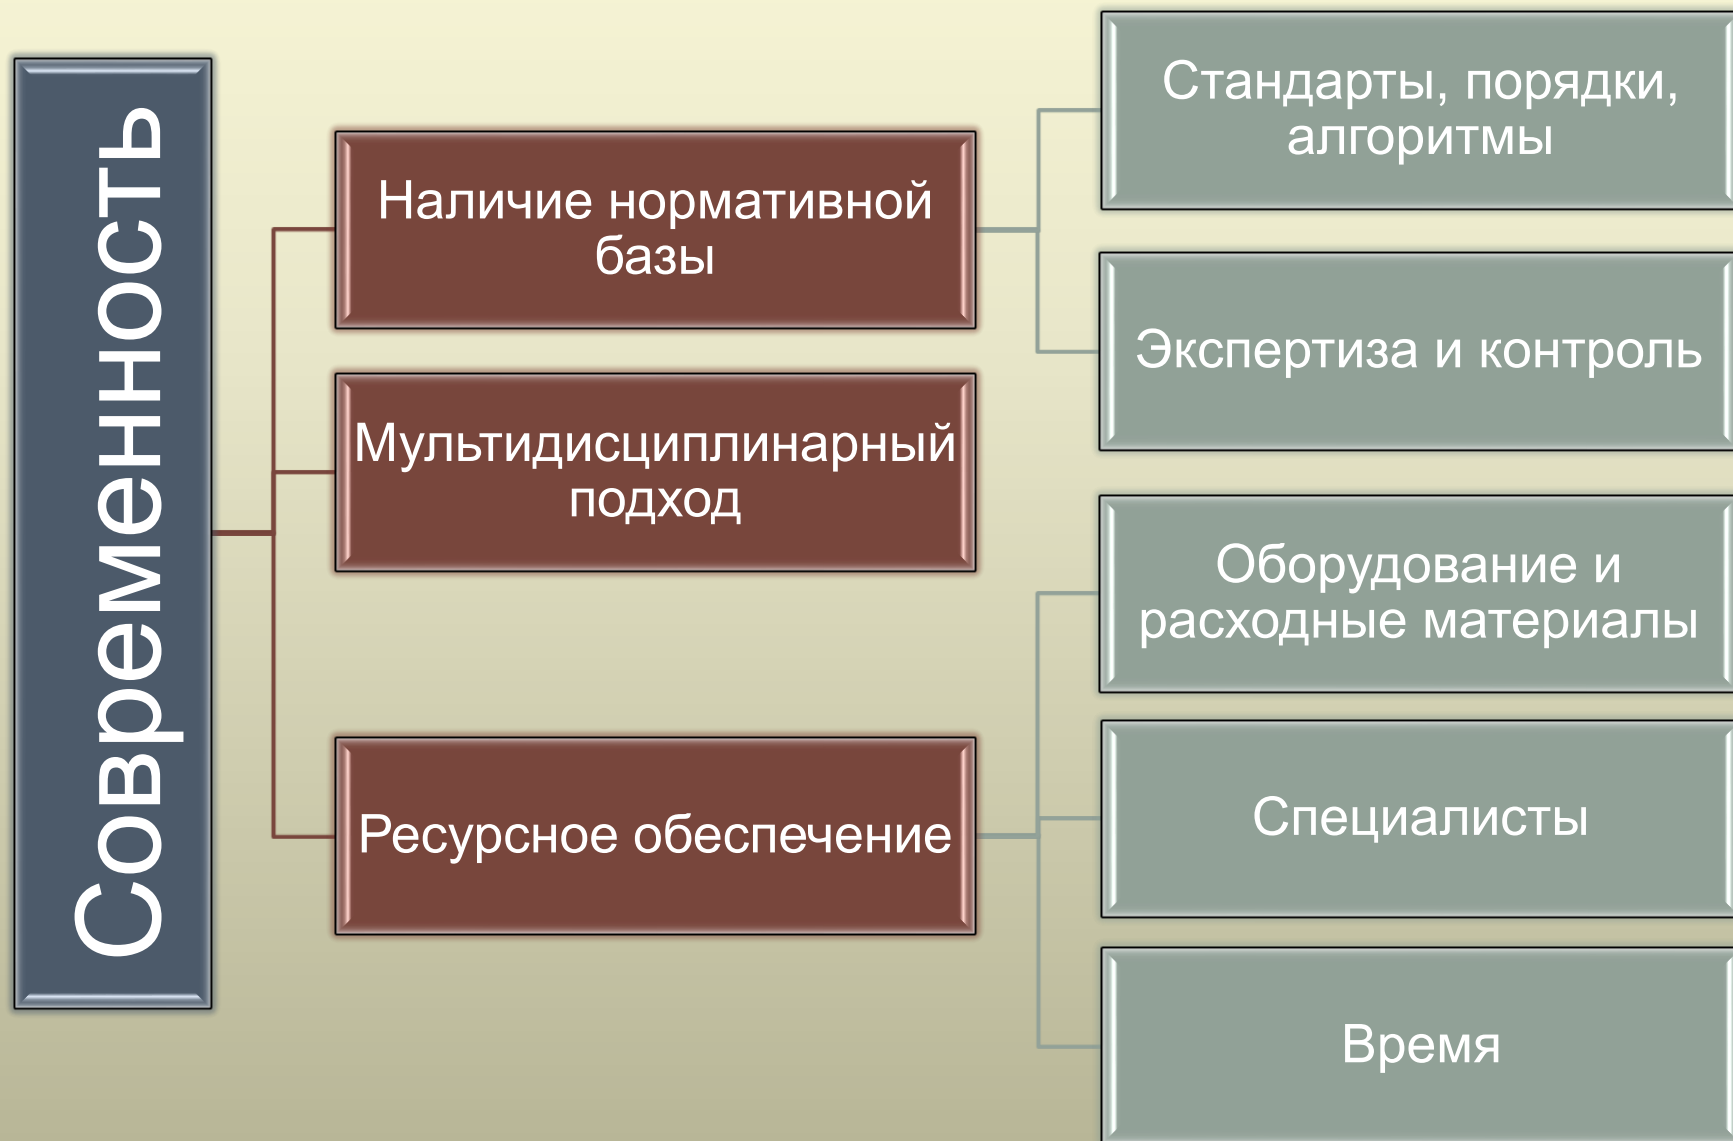 Современность
Наличие нормативной
базы
Стандарты, порядки,
алгоритмы
Экспертиза и контроль
Мультидисциплинарный
подход
Ресурсное обеспечение
Оборудование и
расходные материалы
Специалисты
Время